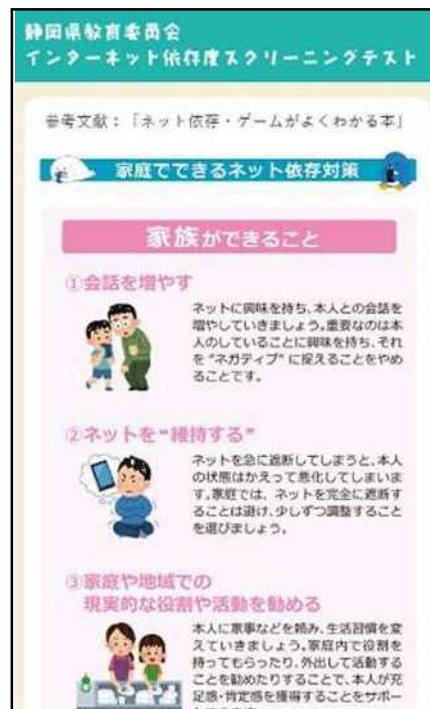 静岡県教育委員会
インターネット依存度スクリーニングテスト
参考文献：「ネット依存・ゲームがよくわかる本」
家庭でできるネット依存対策
家族ができること
①会話を増やす
ネットに興味を持ち、本人との会話を
増やしていきましょう。重要なのは本
人のしていることに興味を持ち、それ
を“ネガティブ”に捉えることをやめ
ることです。
②ネットを“維持する”
ネットを急に遮断してしまうと、本人
の状態はかえって悪化してしまいま
す。家庭では、ネットを完全に遮断す
ることは避け、少しずつ調整すること
を選びましょう。
③家庭や地域での
現実的な役割や活動を勧める
本人に家事などを頼み、生活習慣を変
えていきましょう。家庭内で役割を
持ってもらったり、外出して活動する
ことを勧めたりすることで、本人が充
足感・肯定感を獲得することをサポー